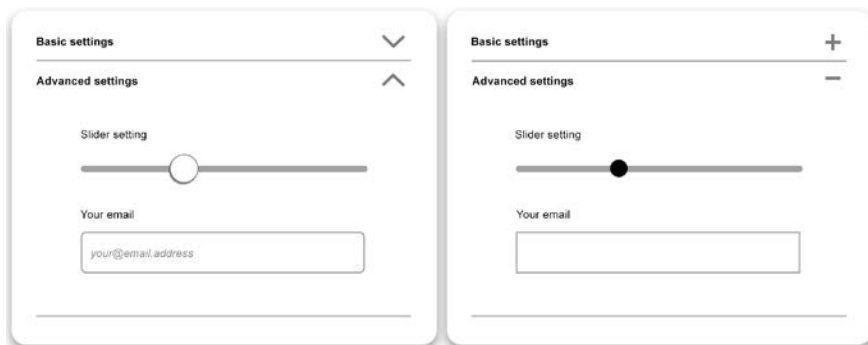 Basic settings
Advanced settings
Slider setting
Your email
your@email.address
Basic settings
Advanced settings
Slider setting
Your email